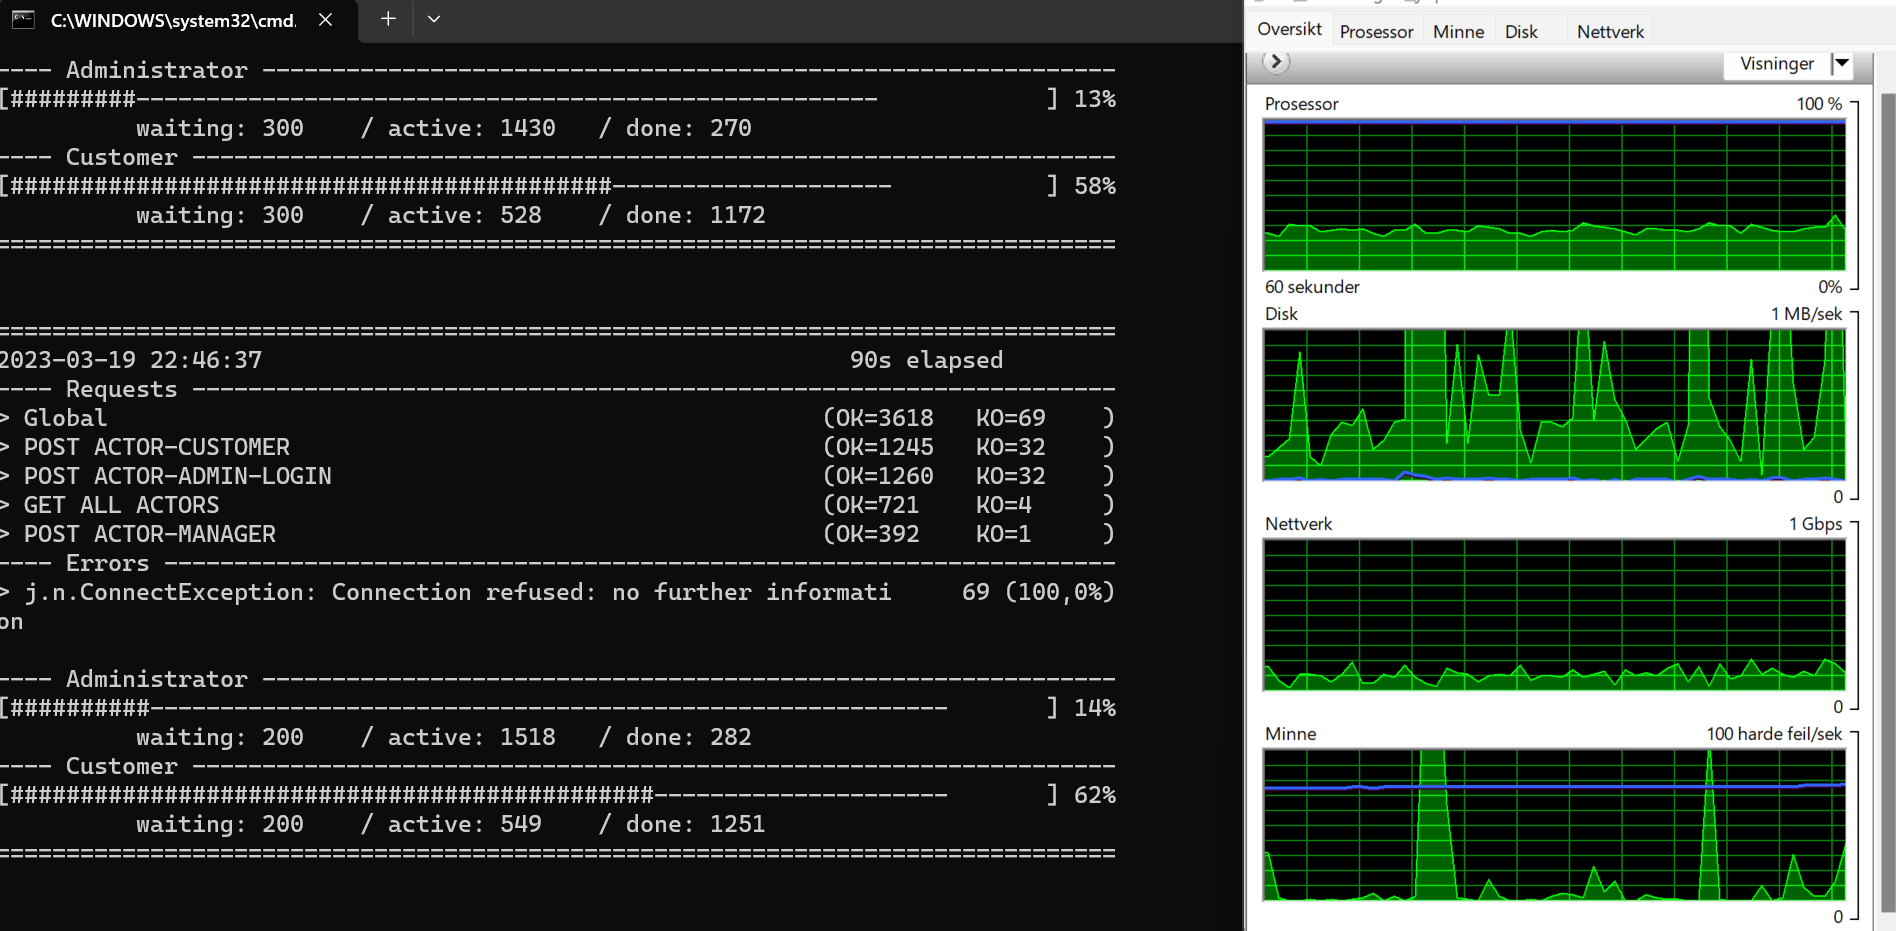 C:\WINDOWS\system32\cmd.
---- Administrator -------------------------------------------------------------
[#########-----------------------------------------------------            ] 13%
waiting: 300    / active: 1430   / done: 270
---- Customer ------------------------------------------------------------------
[###########################################--------------------           ] 58%
waiting: 300    / active: 528    / done: 1172
================================================================================
================================================================================
2023-03-19 22:46:37                                          90s elapsed
---- Requests ------------------------------------------------------------------
> Global                                                   (OK=3618   KO=69    )
> POST ACTOR-CUSTOMER                                      (OK=1245   KO=32    )
> POST ACTOR-ADMIN-LOGIN                                   (OK=1260   KO=32    )
> GET ALL ACTORS                                           (OK=721    KO=4     )
> POST ACTOR-MANAGER                                       (OK=392    KO=1     )
---- Errors --------------------------------------------------------------------
> j.n.ConnectException: Connection refused: no further informati     69 (100,0%)
on
---- Administrator -------------------------------------------------------------
[##########---------------------------------------------------------       ] 14%
waiting: 200    / active: 1518   / done: 282
---- Customer ------------------------------------------------------------------
[##############################################---------------------       ] 62%
waiting: 200    / active: 549    / done: 1251
================================================================================
Oversikt Prosessor Minne Disk Nettverk
Visninger
Prosessor 100 %
60 sekunder 0%
Disk 1 MB/sek
0
Nettverk 1 Gbps
0
Minne 100 harde feil/sek
0